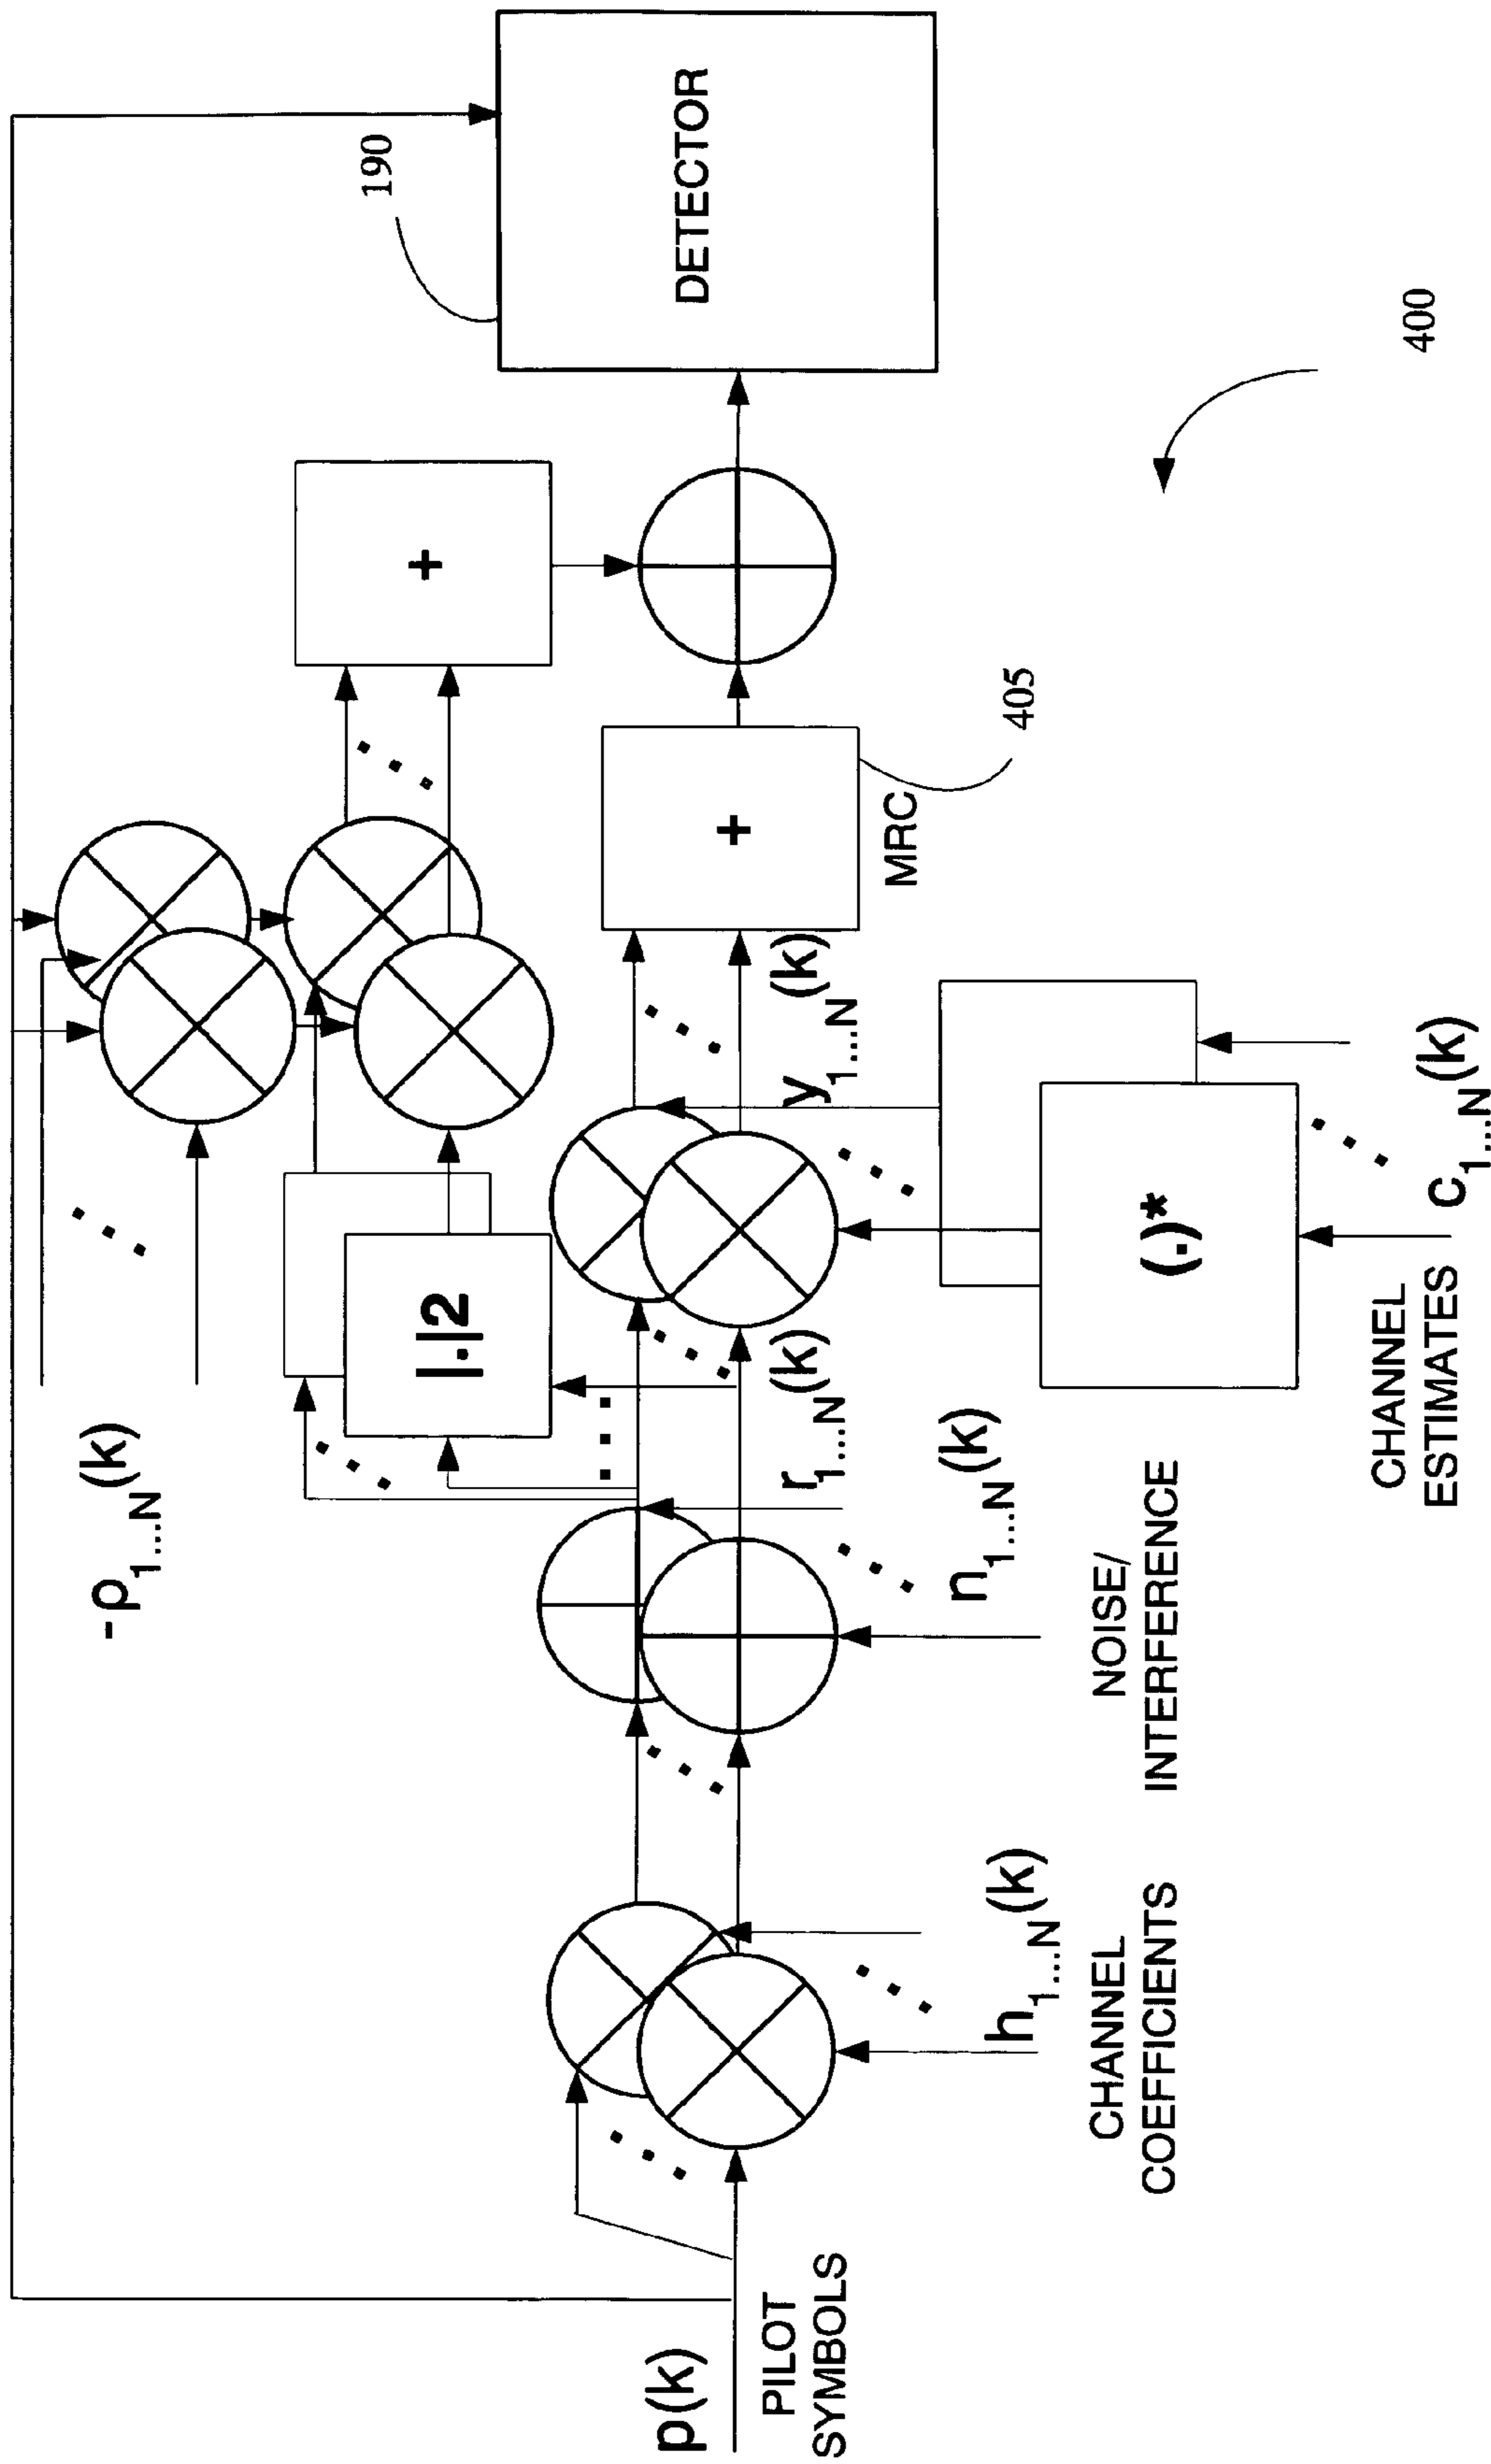 p(k)
PILOT
SYMBOLS
h1...N(k)
CHANNEL
COEFFICIENTS
n1...N(k)
NOISE/
INTERFERENCE
r1...N(k)
-ρ1...N(k)
|.|2
(.)*
c1...N(k)
CHANNEL
ESTIMATES
y1...N(k)
+
MRC
405
+
DETECTOR
190
400